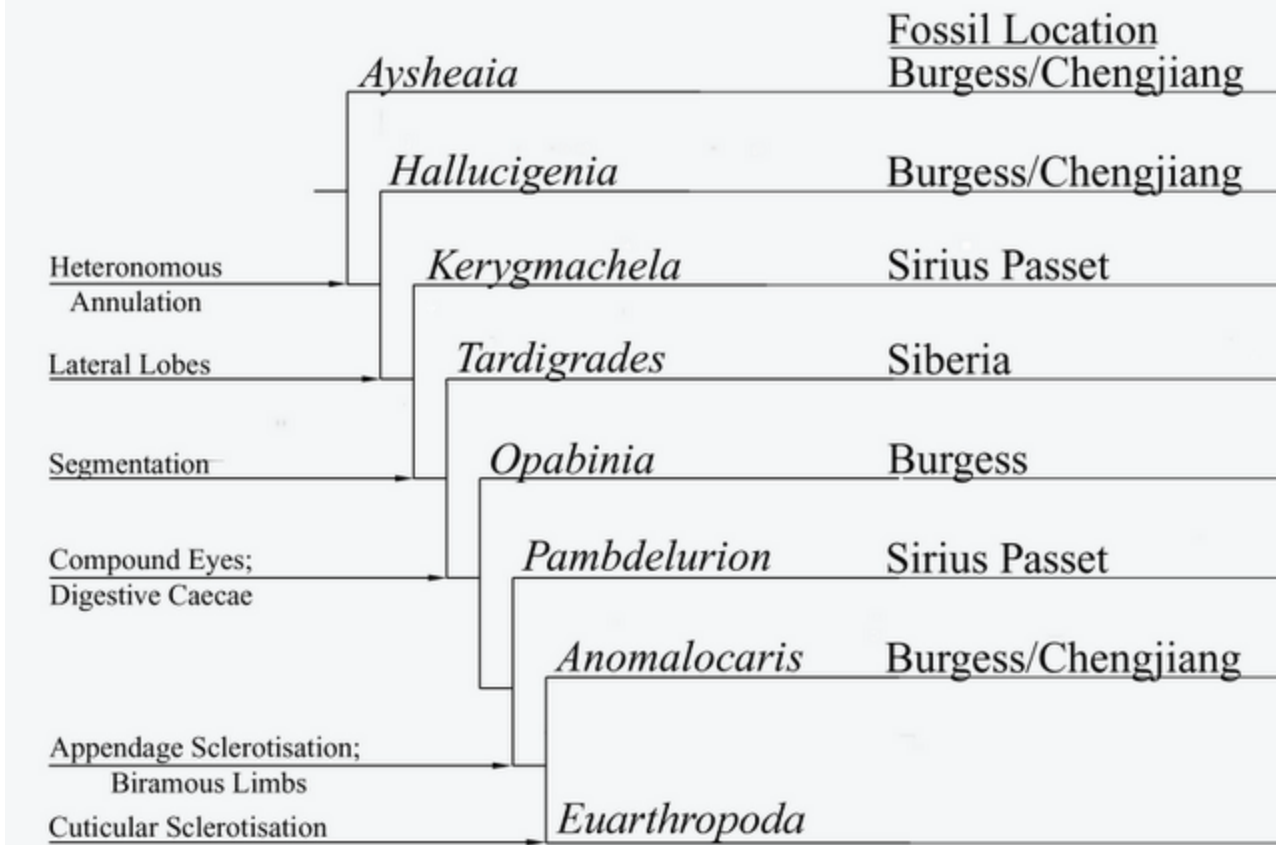 Fossil Location
Aysheaia Burgess/Chengjiang
Hallucigenia Burgess/Chengjiang
Heteronomous Annulation
Kerygmachela Sirius Passet
Lateral Lobes
Tardigrades Siberia
Segmentation
Opabinia Burgess
Compound Eyes;
Digestive Caecae
Pambdelurion Sirius Passet
Anomalocaris Burgess/Chengjiang
Appendage Sclerotisation;
Biramous Limbs
Cuticular Sclerotisation
Euarthropoda